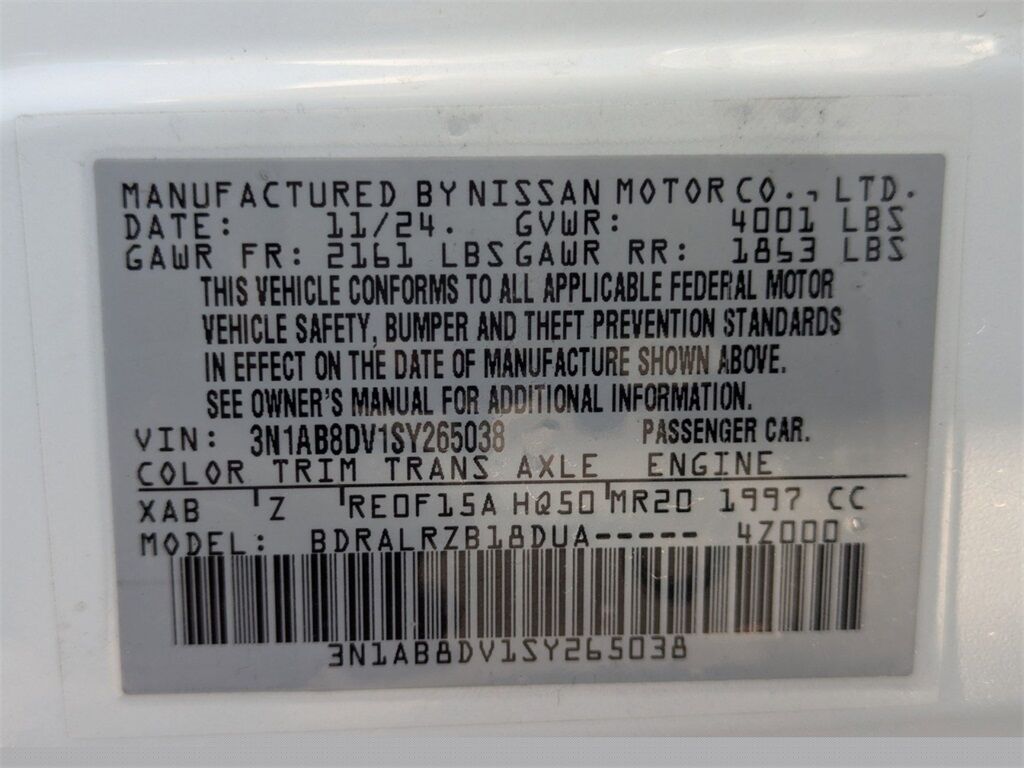 MANUFACTURED BY NISSAN MOTOR CO., LTD.
DATE: 11/24. GVWR: 4001 LBS
GAWR FR: 2161 LBS GAWR RR: 1863 LBS
THIS VEHICLE CONFORMS TO ALL APPLICABLE FEDERAL MOTOR
VEHICLE SAFETY, BUMPER AND THEFT PREVENTION STANDARDS
IN EFFECT ON THE DATE OF MANUFACTURE SHOWN ABOVE.
SEE OWNER'S MANUAL FOR ADDITIONAL INFORMATION.
VIN: 3N1AB8DV1SY265038 PASSENGER CAR.
COLOR TRIM TRANS AXLE ENGINE
XAB Z RE0F15A HQ50 MR20 1997 CC
MODEL: BDRALRZB18DUA----- 4Z000
3N1AB8DV1SY265038